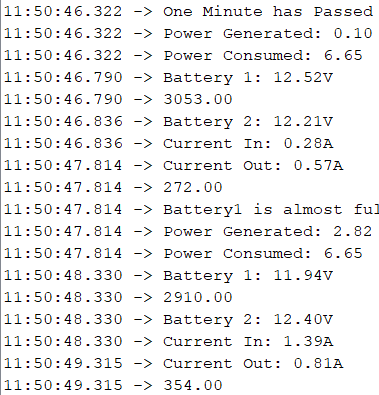 11:50:46.322 -> One Minute has Passed
11:50:46.322 -> Power Generated: 0.10
11:50:46.322 -> Power Consumed: 6.65
11:50:46.790 -> Battery 1: 12.52V
11:50:46.790 -> 3053.00
11:50:46.836 -> Battery 2: 12.21V
11:50:46.836 -> Current In: 0.28A
11:50:47.814 -> Current Out: 0.57A
11:50:47.814 -> 272.00
11:50:47.814 -> Battery1 is almost ful
11:50:47.814 -> Power Generated: 2.82
11:50:47.814 -> Power Consumed: 6.65
11:50:48.330 -> Battery 1: 11.94V
11:50:48.330 -> 2910.00
11:50:48.330 -> Battery 2: 12.40V
11:50:48.330 -> Current In: 1.39A
11:50:49.315 -> Current Out: 0.81A
11:50:49.315 -> 354.00